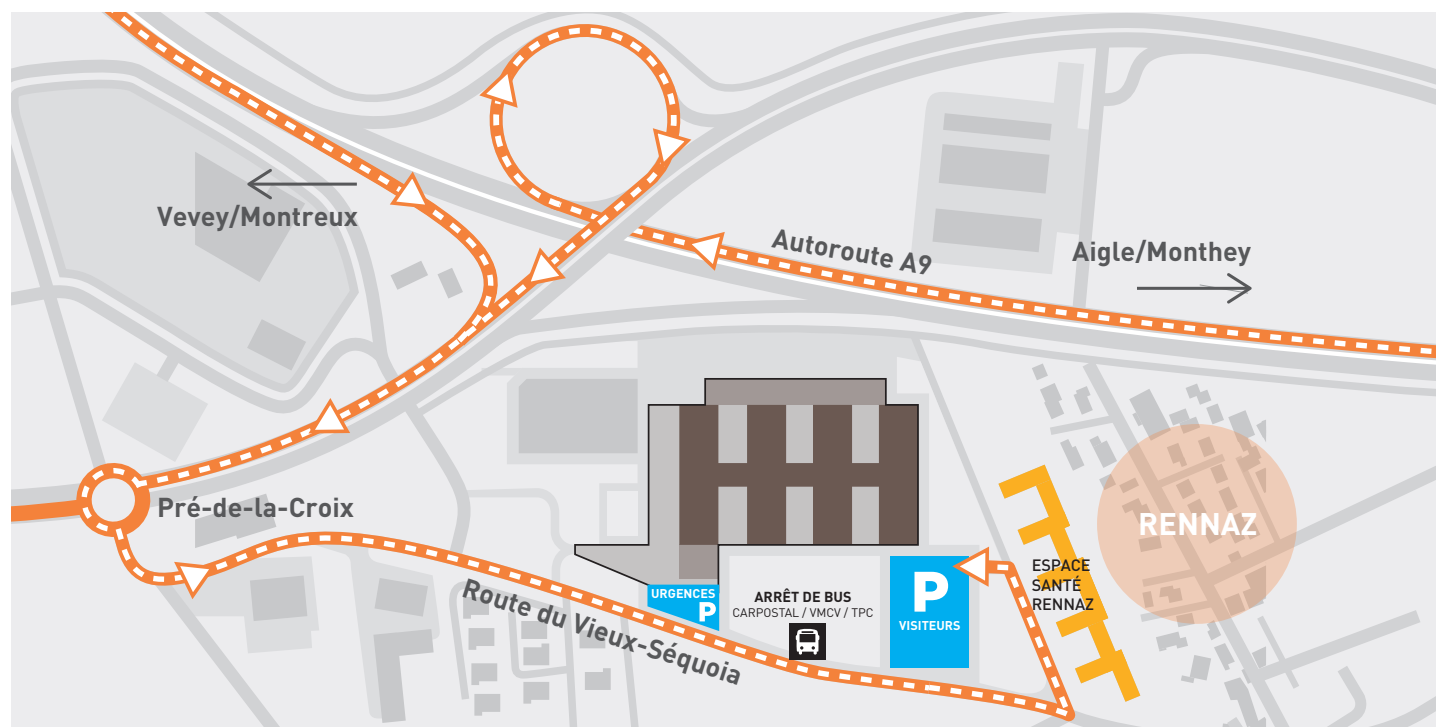 Vevey/Montreux
Autoroute A9
Aigle/Monthey
Pré-de-la-Croix
RENNAZ
ESPACE
SANTÉ
RENNAZ
URGENCES
P
ARRÊT DE BUS
CARPOSTAL / VMCV / TPC
P
VISITEURS
Route du Vieux-Séquoia